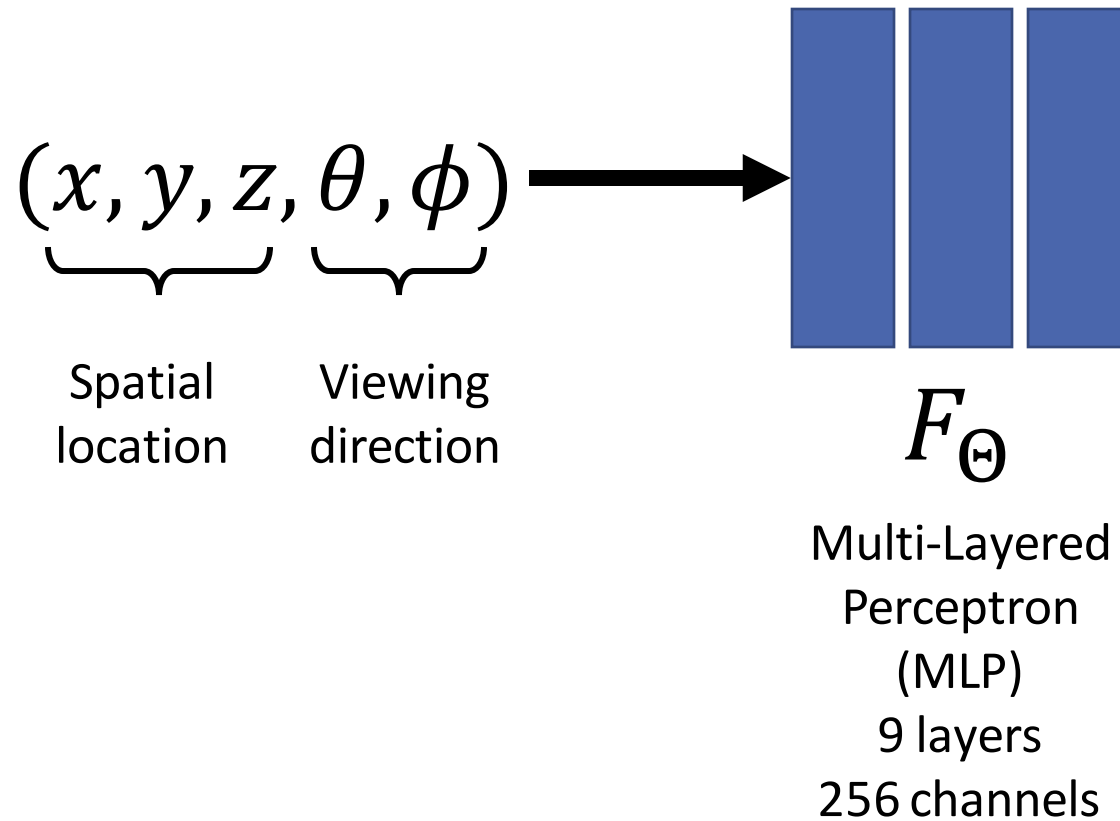 (x, y, z, θ, ϕ)
Spatial
location
Viewing
direction
F_Θ
Multi-Layered
Perceptron
(MLP)
9 layers
256 channels